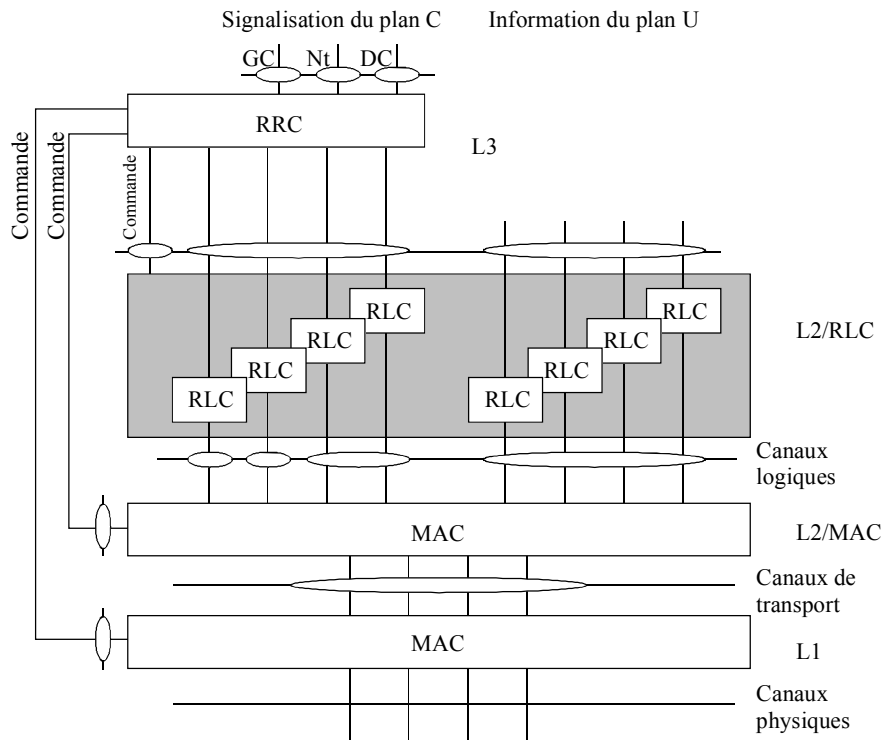 Signalisation du plan C
Information du plan U
GC
Nt
DC
RRC
L3
Commande
Commande
Commande
RLC
RLC
RLC
RLC
RLC
RLC
RLC
RLC
L2/RLC
Canaux
logiques
MAC
L2/MAC
Canaux de
transport
MAC
L1
Canaux
physiques